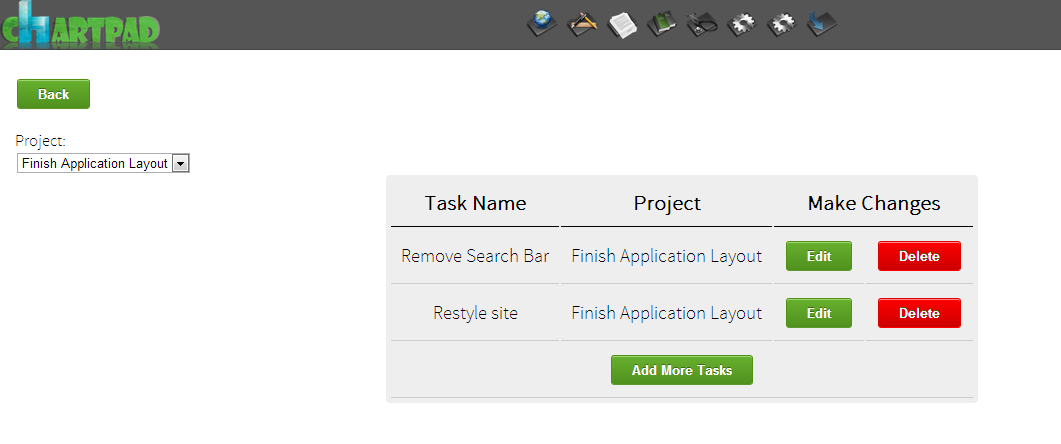 chARTPAD
Back
Project:
Finish Application Layout
Task Name Project Make Changes
Remove Search Bar Finish Application Layout Edit Delete
Restyle site Finish Application Layout Edit Delete
Add More Tasks